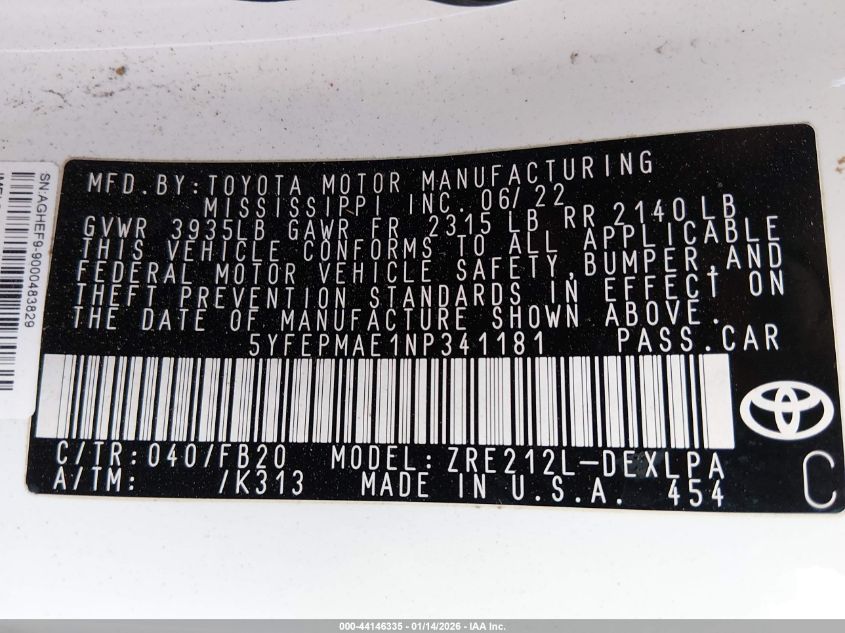 MFD.BY:TOYOTA MOTOR MANUFACTURING
MISSISSIPPI INC.06/22
GVWR 3935LB GAWR FR 2315 LB RR 2140 LB
THIS VEHICLE CONFORMS TO ALL APPLICABLE
FEDERAL MOTOR VEHICLE SAFETY,BUMPER,AND
THEFT PREVENTION STANDARDS IN EFFECT ON
THE DATE OF MANUFACTURE SHOWN ABOVE.
5YFEPMAE1NP341181 PASS.CAR
C/TR:040/FB20 MODEL:ZRE212L-DEXLPA
A/TM: /K313 MADE IN U.S.A. 454
C
SN:AGHEF9-9000483829
000-44146335 - 01/14/2026 - IAA Inc.